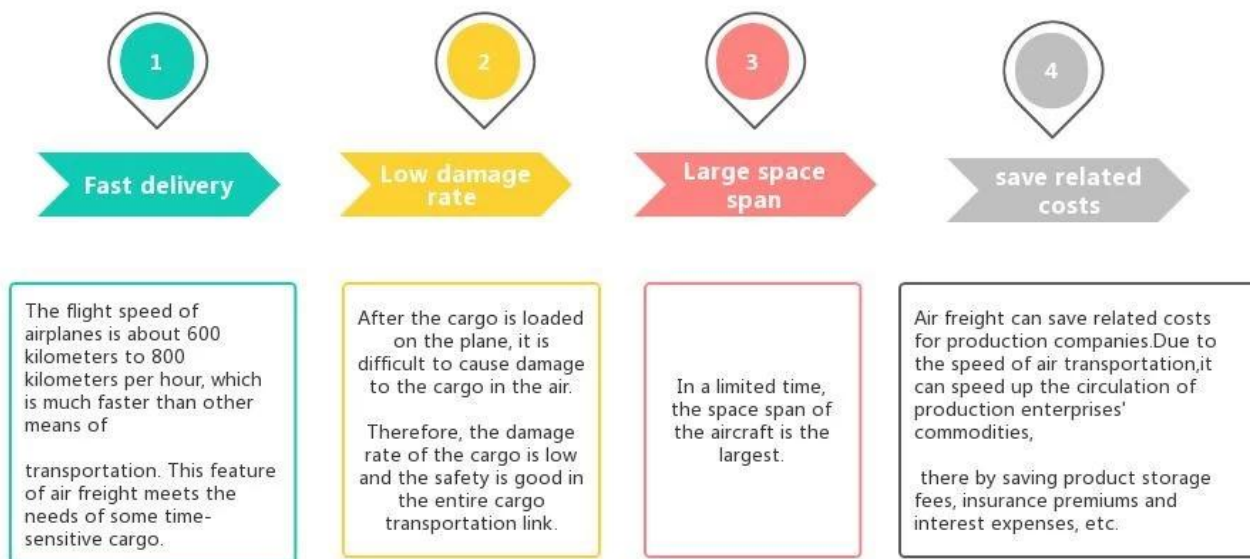 1
Fast delivery
The flight speed of
airplanes is about 600
kilometers to 800
kilometers per hour, which
is much faster than other
means of
transportation. This feature
of air freight meets the
needs of some time-
sensitive cargo.
2
Low damage
rate
After the cargo is loaded
on the plane, it is
difficult to cause damage
to the cargo in the air.
Therefore, the damage
rate of the cargo is low
and the safety is good in
the entire cargo
transportation link.
3
Large space
span
In a limited time,
the space span of
the aircraft is the
largest.
4
save related
costs
Air freight can save related costs
for production companies.Due to
the speed of air transportation,it
can speed up the circulation of
production enterprises'
commodities,
there by saving product storage
fees, insurance premiums and
interest expenses, etc.